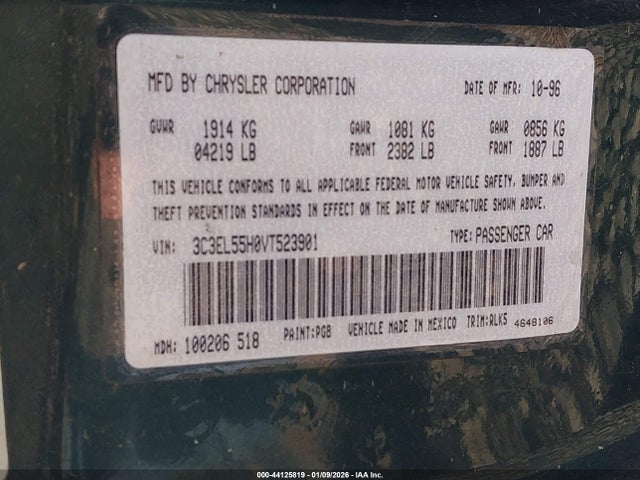 MFD BY CHRYSLER CORPORATION DATE OF MFR: 10-96
GVWR 1914 KG GAWR 1081 KG GAWR 0856 KG
04219 LB FRONT 2382 LB FRONT 1887 LB
THIS VEHICLE CONFORMS TO ALL APPLICABLE FEDERAL MOTOR VEHICLE SAFETY, BUMPER AND
THEFT PREVENTION STANDARDS IN EFFECT ON THE DATE OF MANUFACTURE SHOWN ABOVE.
VIN: 3C3EL55H0VT523901 TYPE: PASSENGER CAR
MDH: 100206 518 PAINT:PGB VEHICLE MADE IN MEXICO TRIM:RLK5 4648106
000-44125819 - 01/09/2026 - IAA Inc.